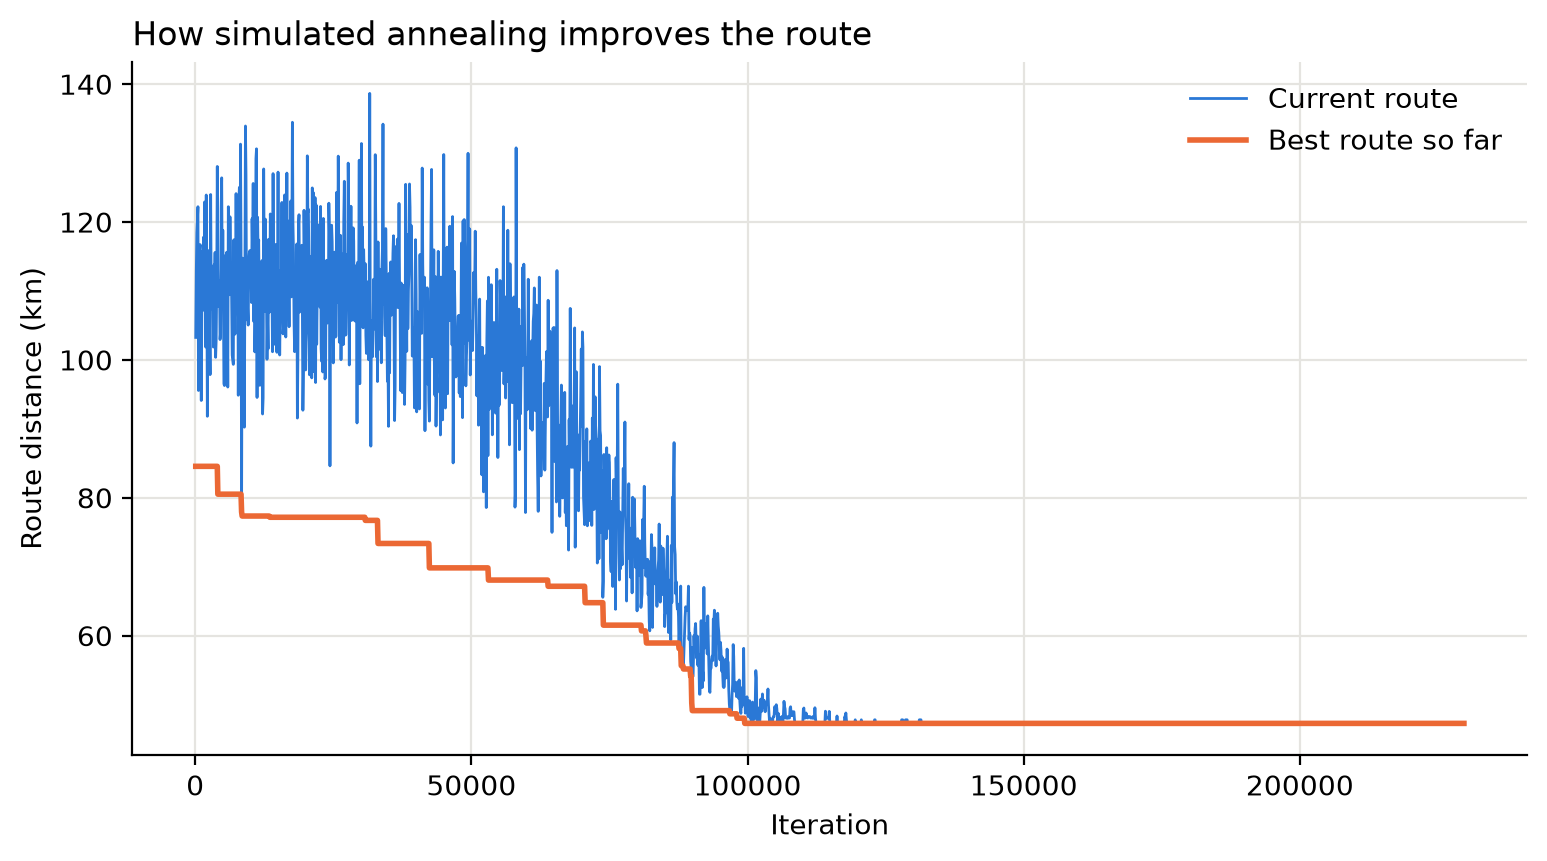 How simulated annealing improves the route
140
120
100
80
60
Route distance (km)
Current route
Best route so far
0
50000
100000
150000
200000
Iteration